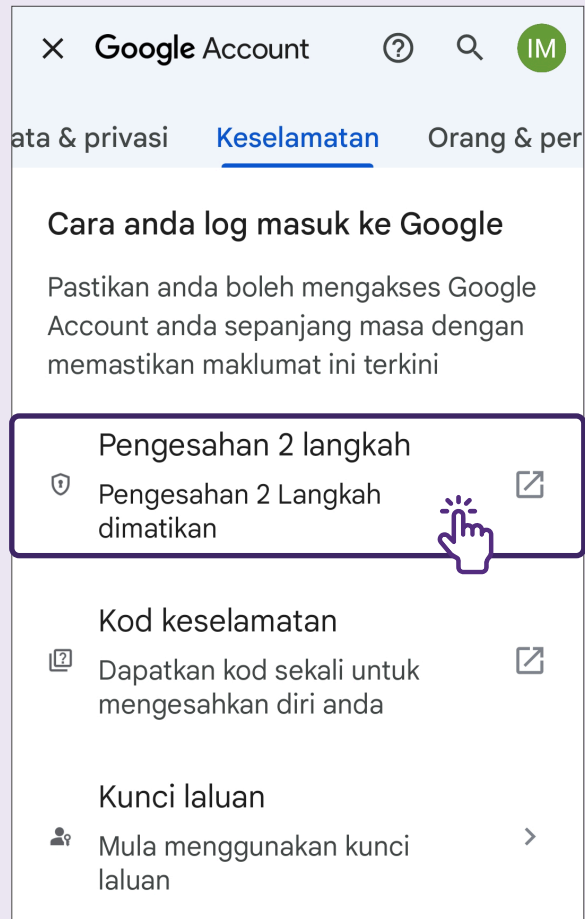 Google Account
IM
ata & privasi Keselamatan Orang & per
Cara anda log masuk ke Google
Pastikan anda boleh mengakses Google
Account anda sepanjang masa dengan
memastikan maklumat ini terkini
Pengesahan 2 langkah
Pengesahan 2 Langkah
dimatikan
Kod keselamatan
Dapatkan kod sekali untuk
mengesahkan diri anda
Kunci laluan
Mula menggunakan kunci
laluan